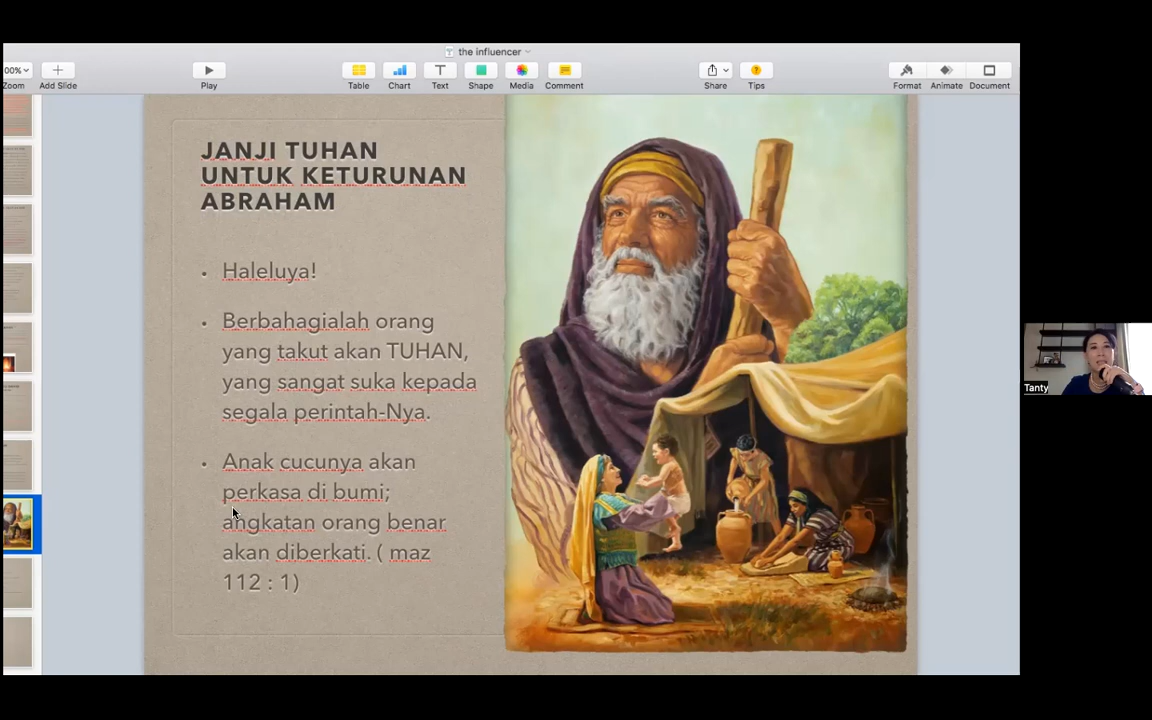 the influencer
00%
Zoom
Add Slide
Play
Table
Chart
Text
Shape
Media
Comment
Share
Tips
Format
Animate
Document
JANJI TUHAN
UNTUK KETURUNAN
ABRAHAM
• Haleluya!
• Berbahagialah orang
yang takut akan TUHAN,
yang sangat suka kepada
segala perintah-Nya.
• Anak cucunya akan
perkasa di bumi;
angkatan orang benar
akan diberkati. ( maz
112 : 1)
Tanty